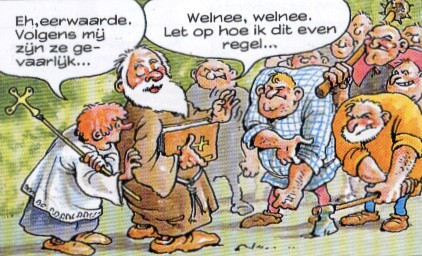 Eh,eerwaarde.
Volgens mij
zijn ze ge-
vaarlijk...
Welnee, welnee.
Let op hoe ik dit even
regel...